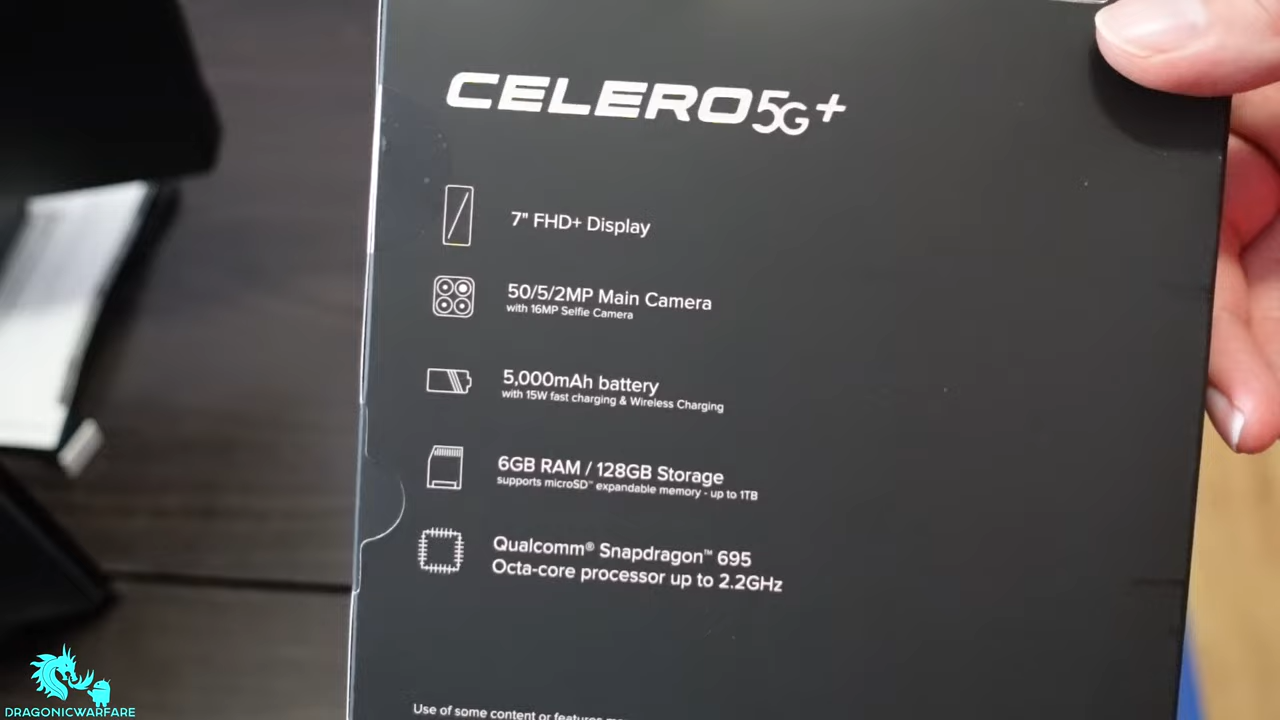 CELERO5G+
7" FHD+ Display
50/5/2MP Main Camera
with 16MP Selfie Camera
5,000mAh battery
with 15W fast charging & Wireless Charging
6GB RAM / 128GB Storage
supports microSD™ expandable memory - up to 1TB
Qualcomm® Snapdragon™ 695
Octa-core processor up to 2.2GHz
Use of some content or features
DRAGONICWARFARE